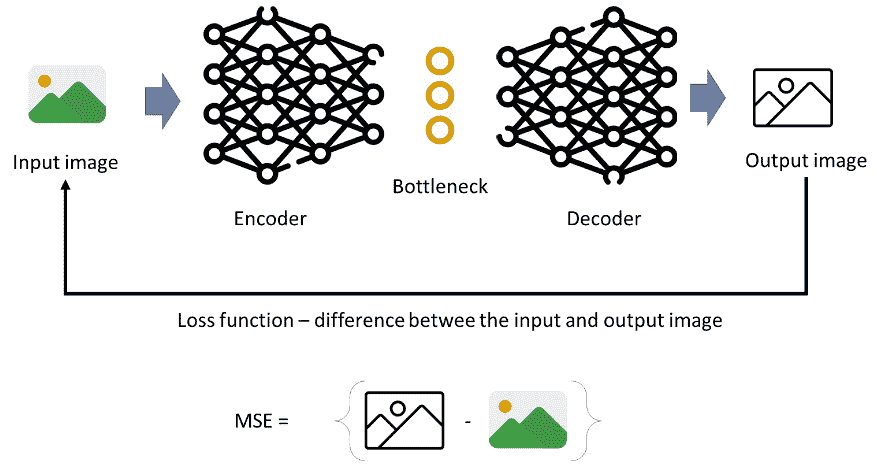 Input image
Encoder
Bottleneck
Decoder
Output image
Loss function – difference betwee the input and output image
MSE = { - }